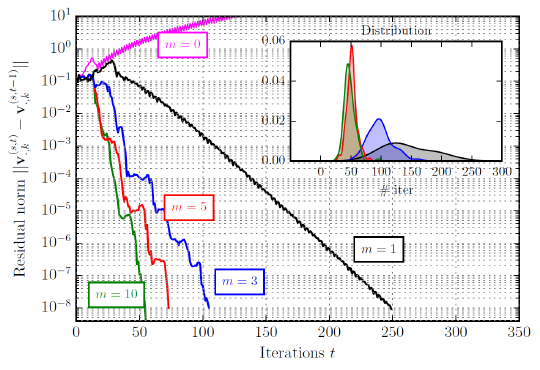 Residual norm ||v^{(s,t)}_{·,k} − v^{(s,t−1)}_{·,k}||
10^1
10^0
10^{-1}
10^{-2}
10^{-3}
10^{-4}
10^{-5}
10^{-6}
10^{-7}
10^{-8}
m = 0
Distribution
0.06
0.04
0.02
0.00
0 50 100 150 200 250 300
# iter
m = 5
m = 1
m = 3
m = 10
0 50 100 150 200 250 300 350
Iterations t